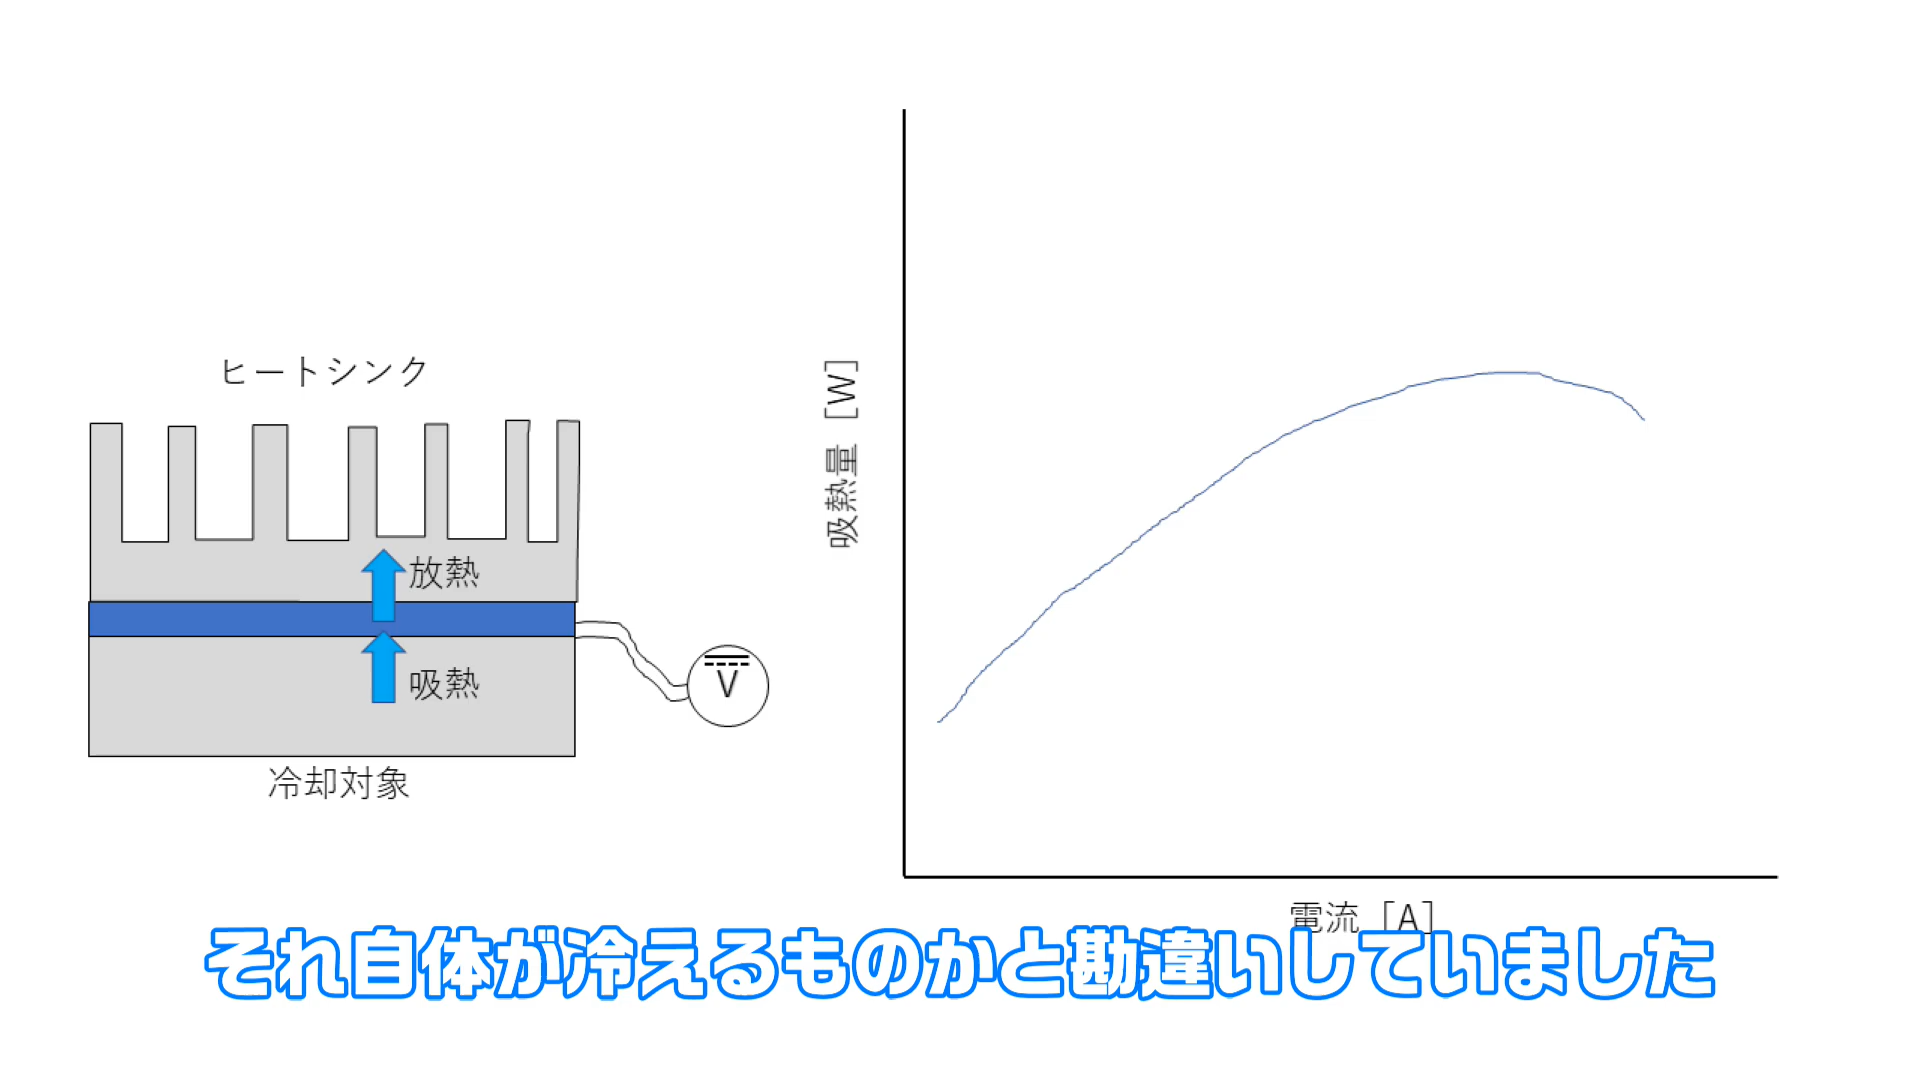 ヒートシンク
放熱
吸熱
冷却対象
V
吸熱量［W］
電流［A］
それ自体が冷えるものかと勘違いしていました